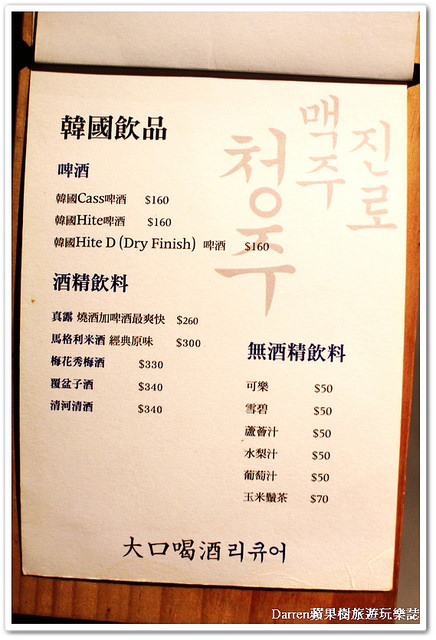 韓國飲品
맥주
진로
청주
啤酒
韓國Cass啤酒 $160
韓國Hite啤酒 $160
韓國Hite D (Dry Finish) 啤酒 $160
酒精飲料
真露 燒酒加啤酒最爽快 $260
馬格利米酒 經典原味 $300
梅花秀梅酒 $330
覆盆子酒 $340
清河清酒 $340
無酒精飲料
可樂 $50
雪碧 $50
蘆薈汁 $50
水梨汁 $50
葡萄汁 $50
玉米鬚茶 $70
大口喝酒리큐어
Darren蘋果樹旅遊玩樂誌